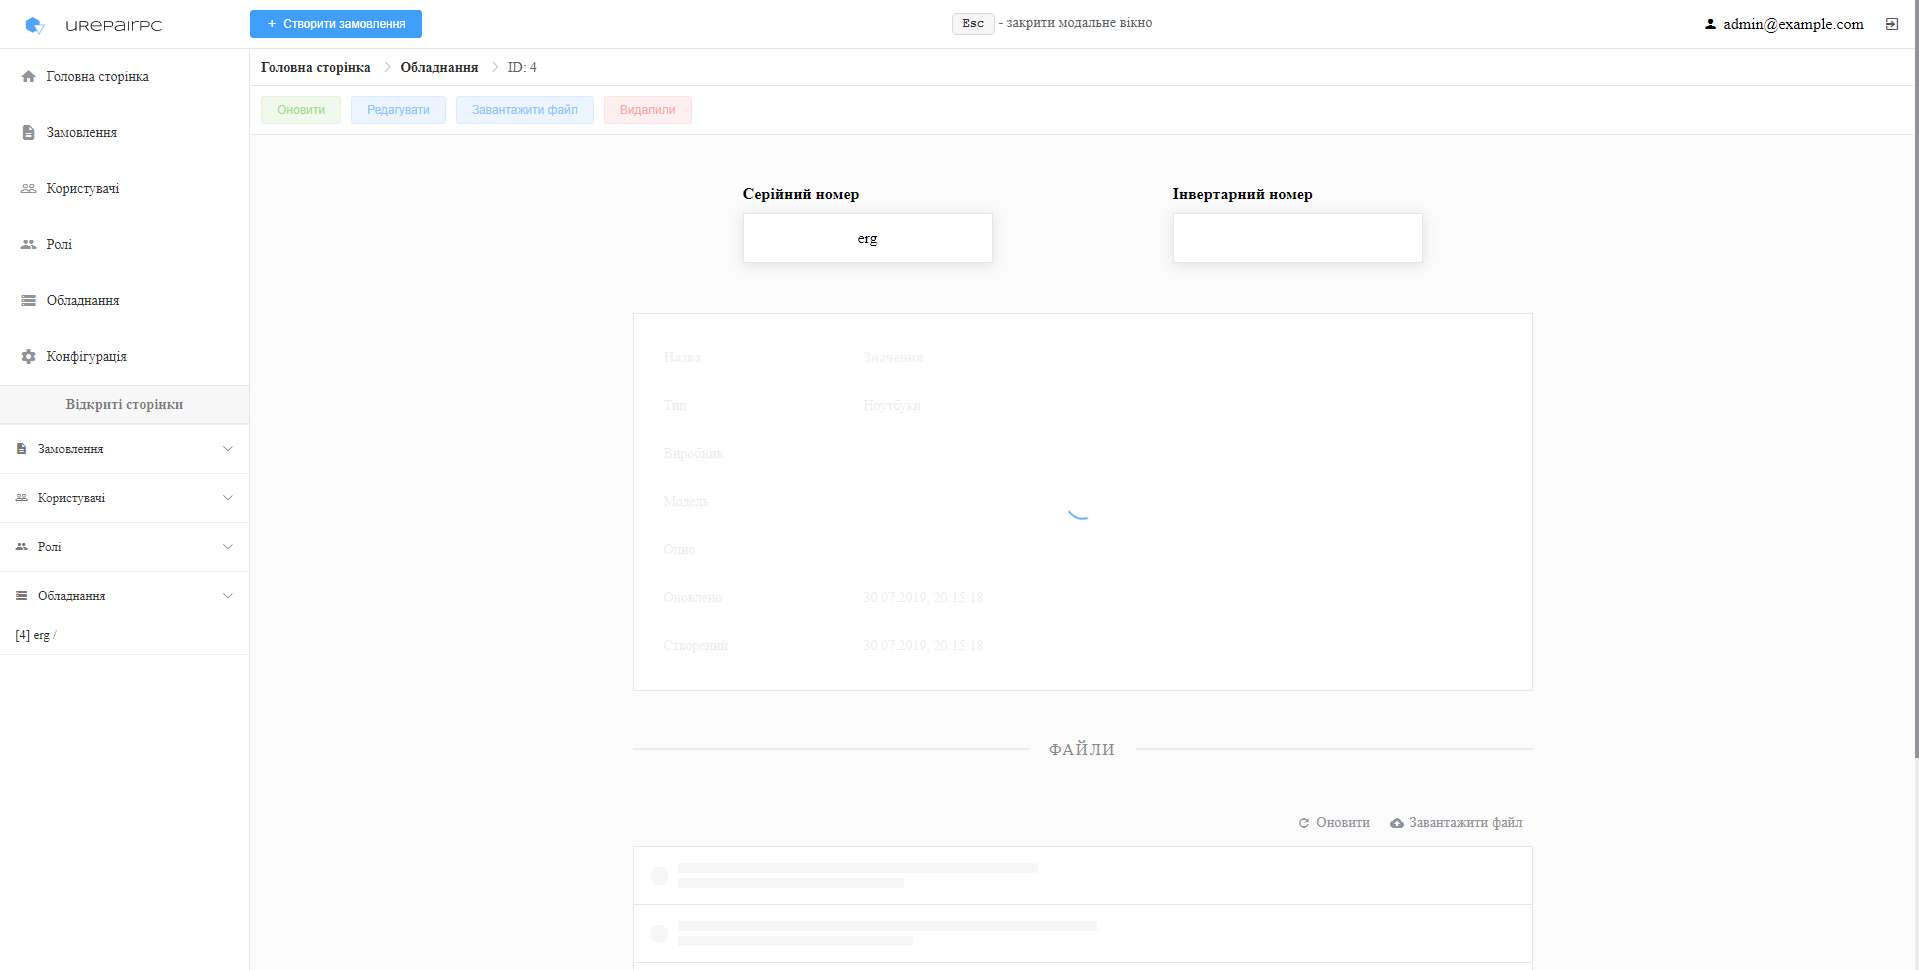 urepairpc
+ Створити замовлення
Esc - закрити модальне вікно
admin@example.com
Головна сторінка
Замовлення
Користувачі
Ролі
Обладнання
Конфігурація
Відкриті сторінки
Замовлення
Користувачі
Ролі
Обладнання
[4] erg /
Головна сторінка > Обладнання > ID: 4
Оновити Редагувати Завантажити файл Видалили
Серійний номер Інвертарний номер
erg
Назва Значення
Тип Ноутбуки
Виробник
Модель
Опис
Оновлено 30.07.2019, 20:15:18
Створений 30.07.2019, 20:15:18
ФАЙЛИ
Оновити Завантажити файл